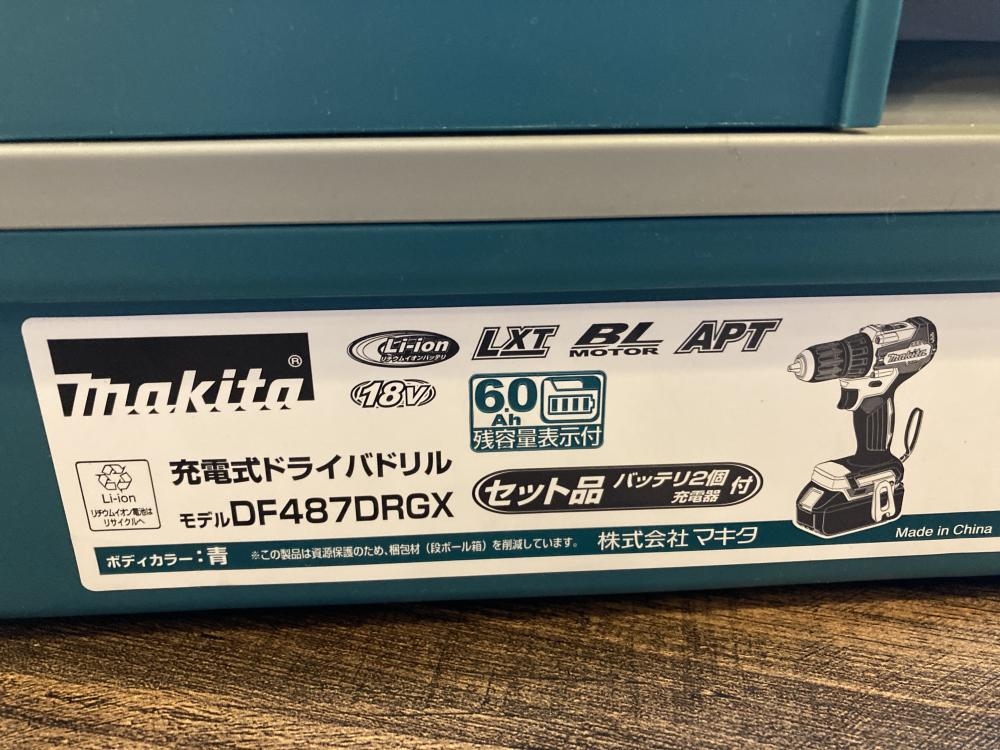 makita®
Li-ion
リチウムイオンバッテリ
LXT
BL
MOTOR
APT
18V
6.0
Ah
残容量表示付
Li-ion
リチウムイオン電池は
リサイクルへ
充電式ドライバドリル
モデルDF487DRGX
セット品 バッテリ2個 充電器 付
makita
ボディカラー:青 ※この製品は資源保護のため、梱包材(段ボール箱)を削減しています。 株式会社 マキタ
Made in China